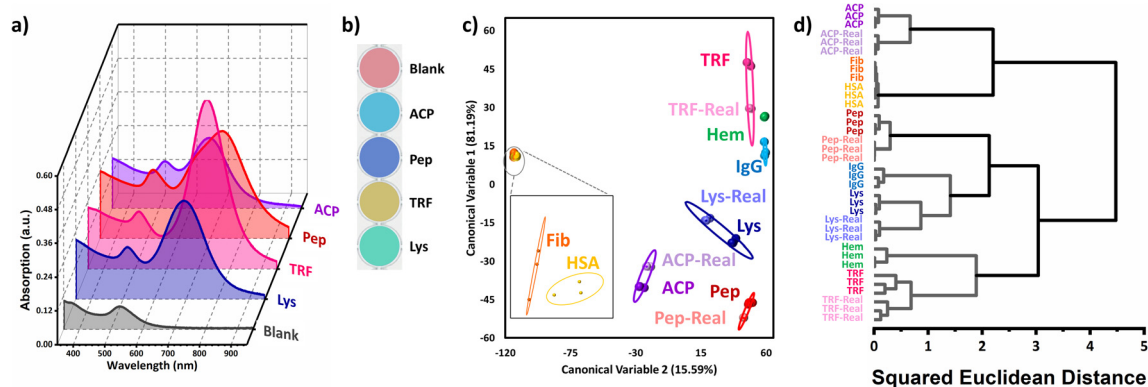 a)
0.60
0.48
0.36
0.24
0.12
0.00
Absorption (a.u.)
400 500 600 700 800 900
Wavelength (nm)
ACP
Pep
TRF
Lys
Blank
b)
Blank
ACP
Pep
TRF
Lys
c)
60
45
30
15
0
-15
-30
-45
-60
Canonical Variable 1 (81.19%)
-120 -75 -30 15 60
Canonical Variable 2 (15.59%)
TRF
TRF-Real
Hem
IgG
Lys-Real
Lys
ACP-Real
ACP
Pep
Pep-Real
Fib
HSA
d)
ACP
ACP
ACP
ACP-Real
ACP-Real
ACP-Real
Fib
Fib
Fib
HSA
HSA
HSA
Pep
Pep
Pep
Pep-Real
Pep-Real
Pep-Real
IgG
IgG
IgG
Lys
Lys
Lys
Lys-Real
Lys-Real
Lys-Real
Hem
Hem
Hem
TRF
TRF
TRF
TRF-Real
TRF-Real
TRF-Real
0 1 2 3 4 5
Squared Euclidean Distance